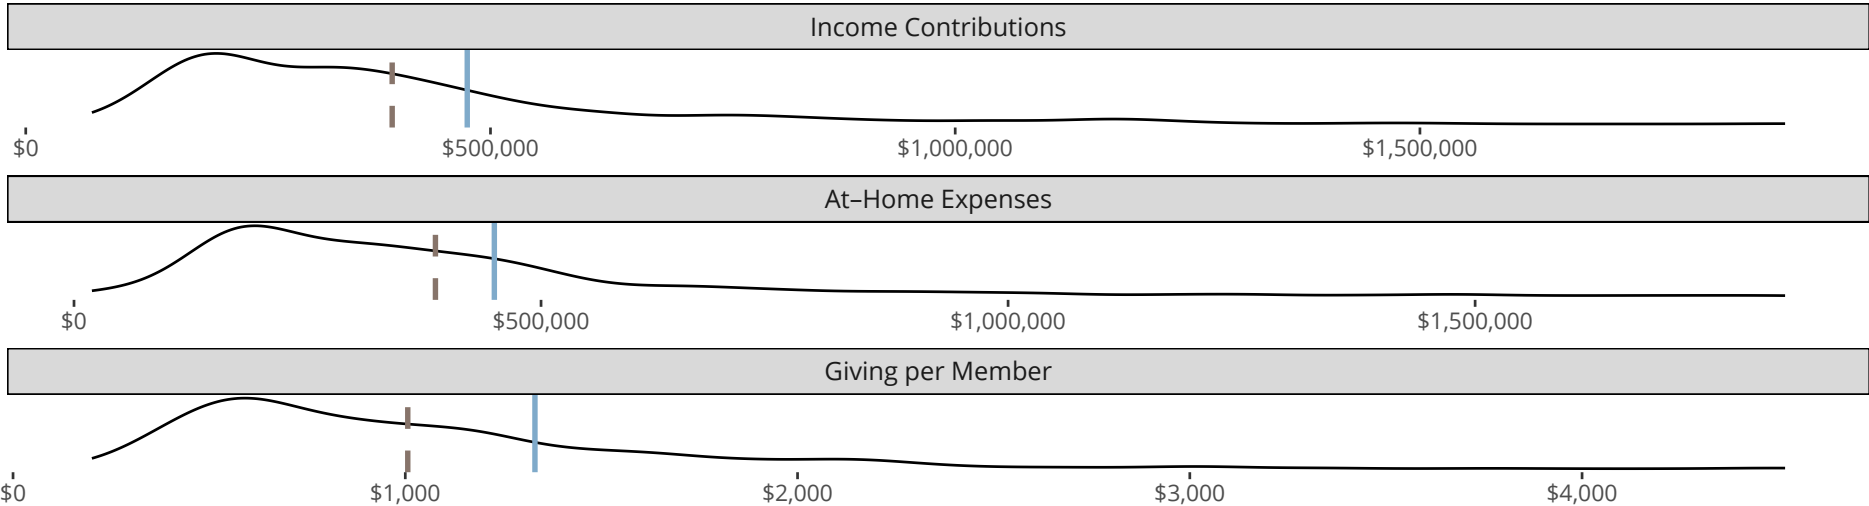 Income Contributions
$0 $500,000 $1,000,000 $1,500,000
At–Home Expenses
$0 $500,000 $1,000,000 $1,500,000
Giving per Member
$0 $1,000 $2,000 $3,000 $4,000